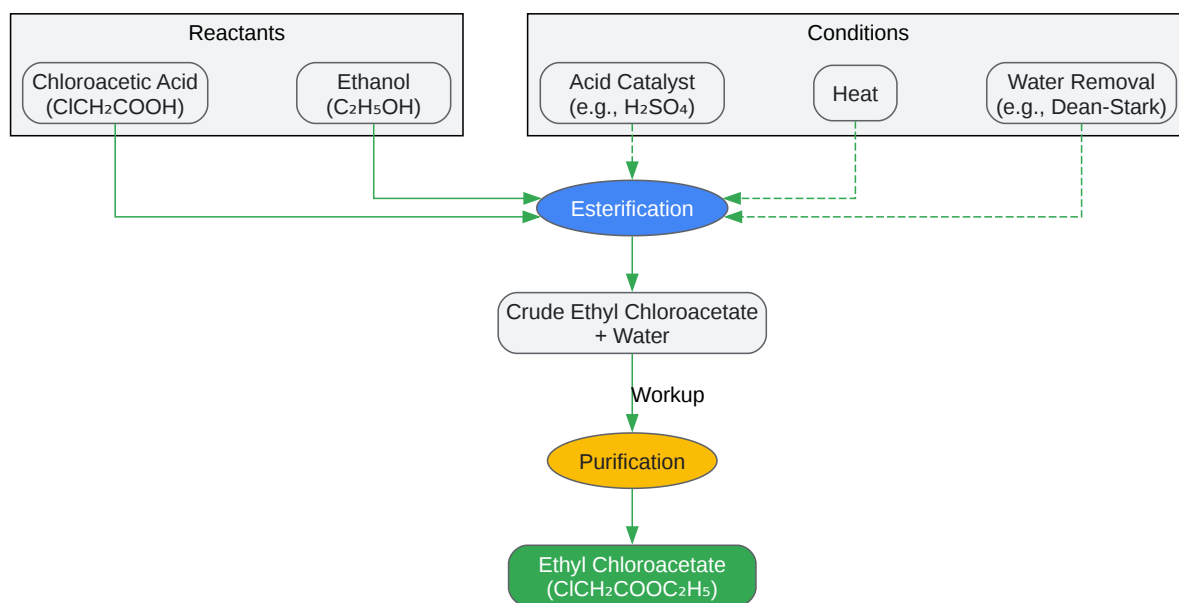 Reactants
Conditions
Chloroacetic Acid
(ClCH₂COOH)
Ethanol
(C₂H₅OH)
Acid Catalyst
(e.g., H₂SO₄)
Heat
Water Removal
(e.g., Dean-Stark)
Esterification
Crude Ethyl Chloroacetate
+ Water
Workup
Purification
Ethyl Chloroacetate
(ClCH₂COOC₂H₅)